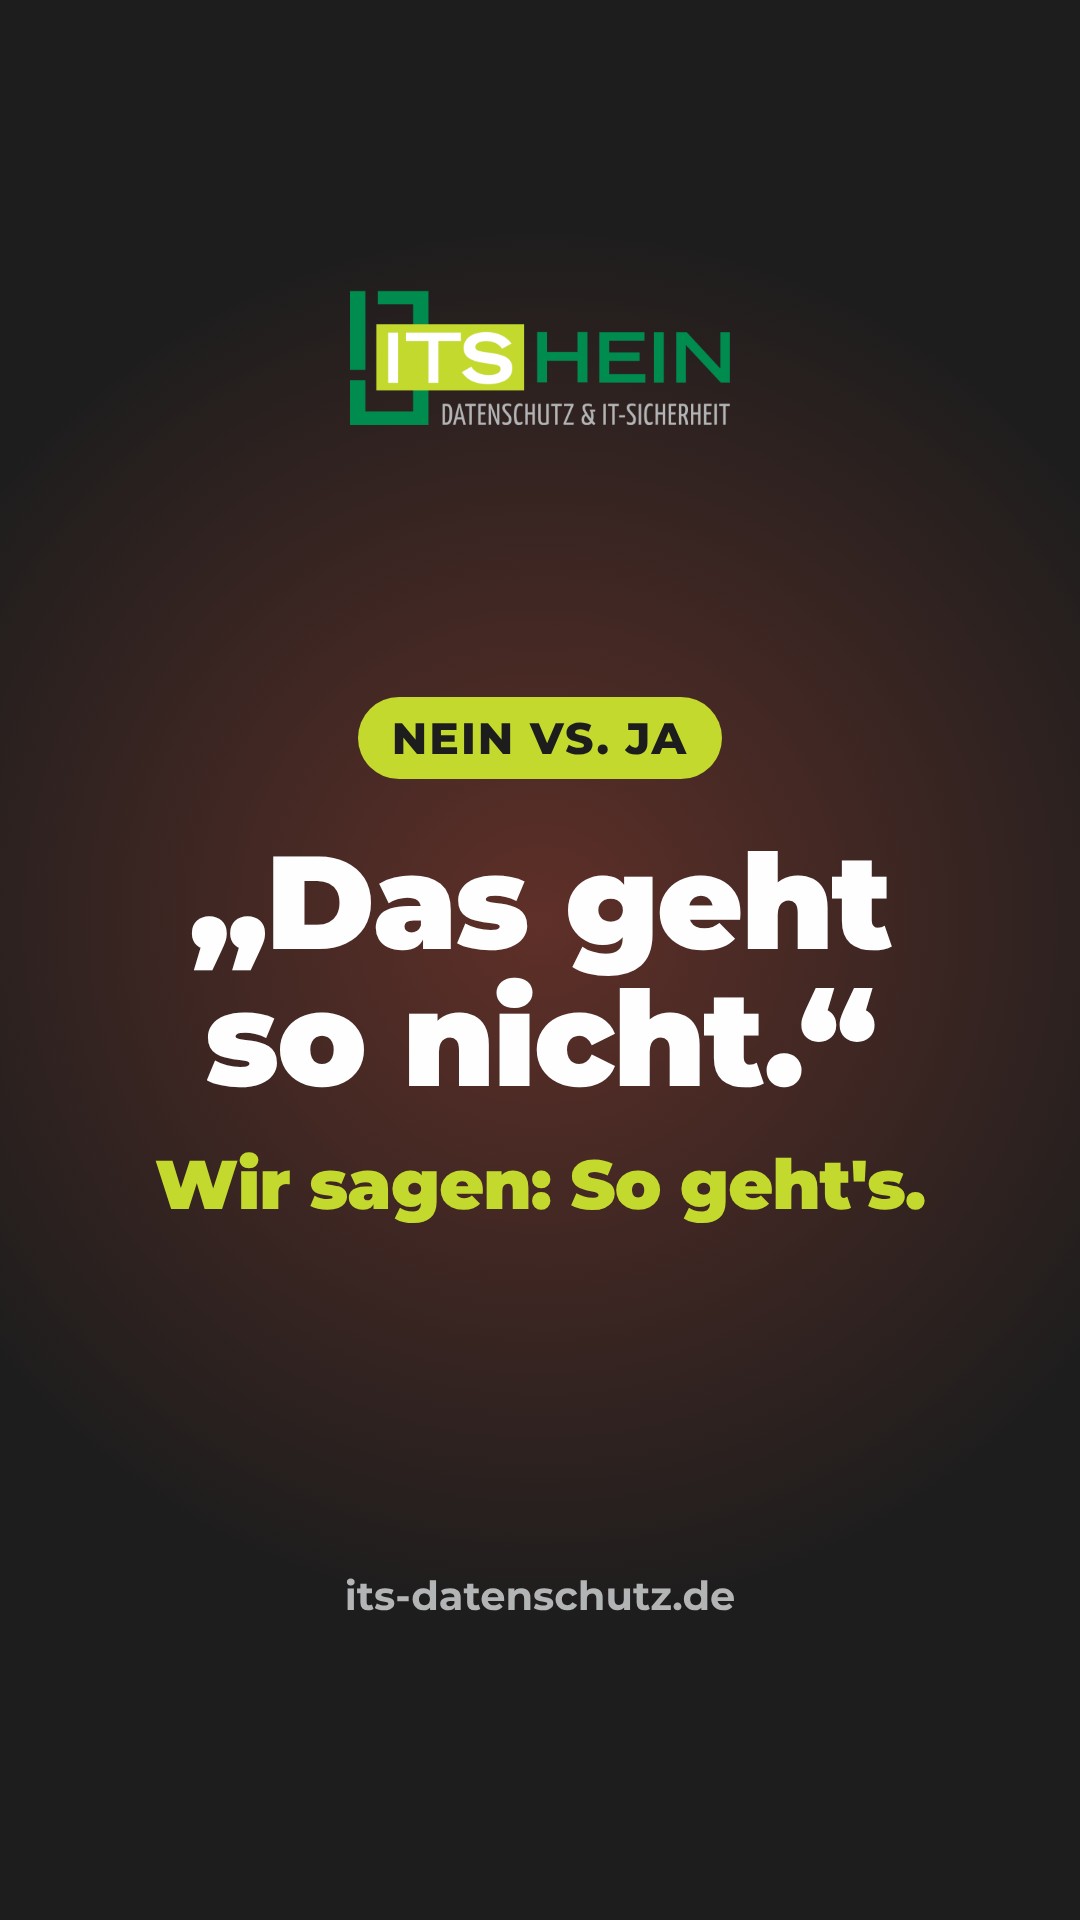 ITS HEIN
DATENSCHUTZ & IT-SICHERHEIT
NEIN VS. JA
„Das geht
so nicht.“
Wir sagen: So geht's.
its-datenschutz.de